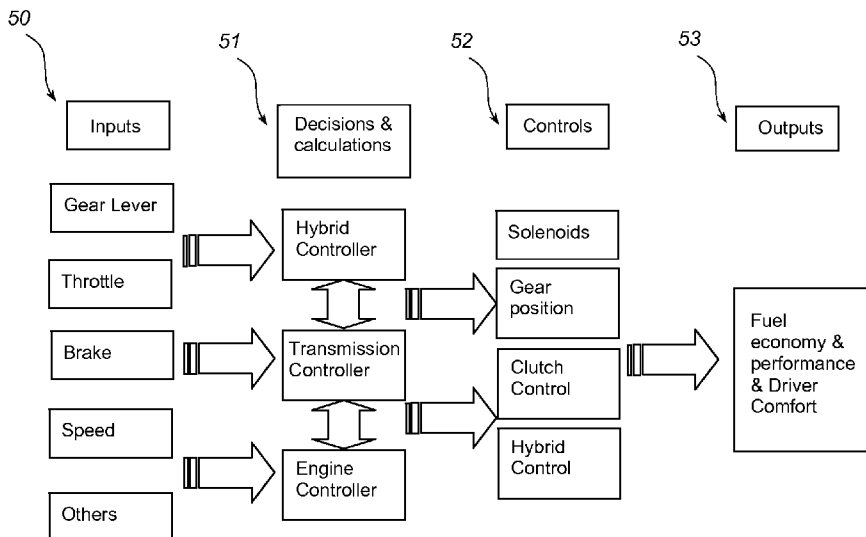 50
51
52
53
Inputs
Decisions &
calculations
Controls
Outputs
Gear Lever
Throttle
Brake
Speed
Others
Hybrid
Controller
Transmission
Controller
Engine
Controller
Solenoids
Gear
position
Clutch
Control
Hybrid
Control
Fuel
economy &
performance
& Driver
Comfort